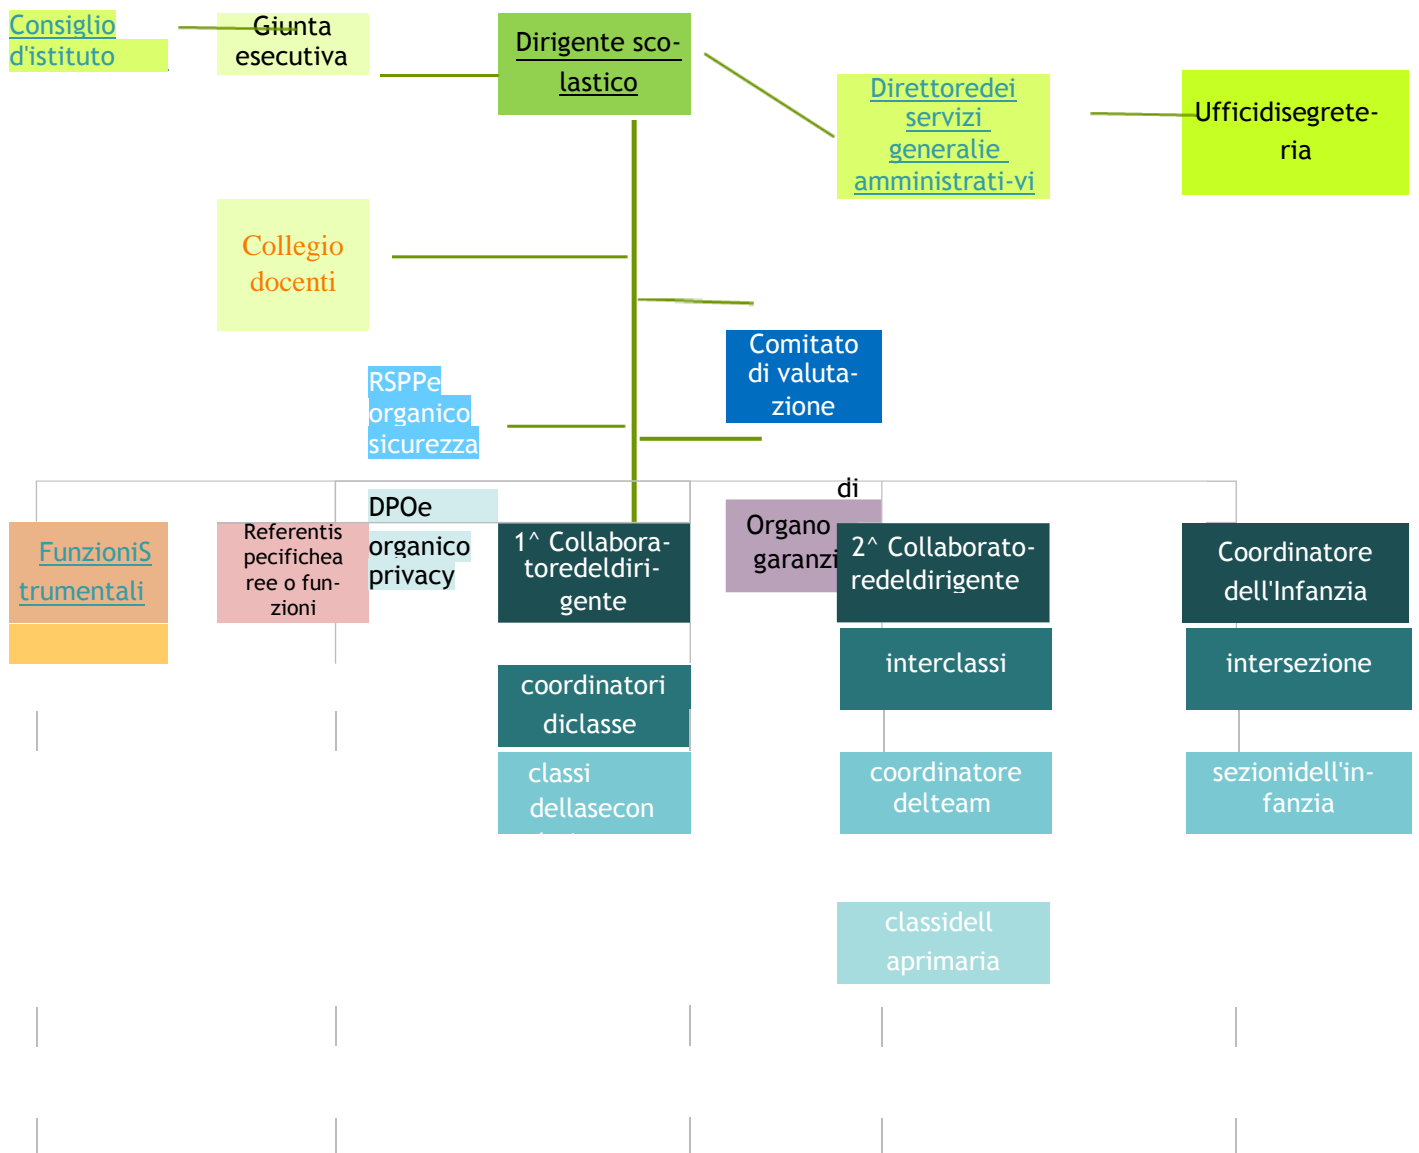 Consiglio
d'istituto
Giunta
esecutiva
Dirigente sco-
lastico
Direttoredei
servizi
generalie
amministrati-vi
Ufficidisegrete-
ria
Collegio
docenti
Comitato
di valuta-
zione
RSPPe
organico
sicurezza
DPOe
organico
privacy
di
Organo
garanzi
FunzioniS
trumentali
Referentis
pecifichea
ree o fun-
zioni
1^ Collabora-
toredeldiri-
gente
2^ Collaborato-
redeldirigente
Coordinatore
dell'Infanzia
coordinatori
diclasse
interclassi
intersezione
classi
dellasecon
coordinatore
delteam
sezionidell'in-
fanzia
classidell
aprimaria